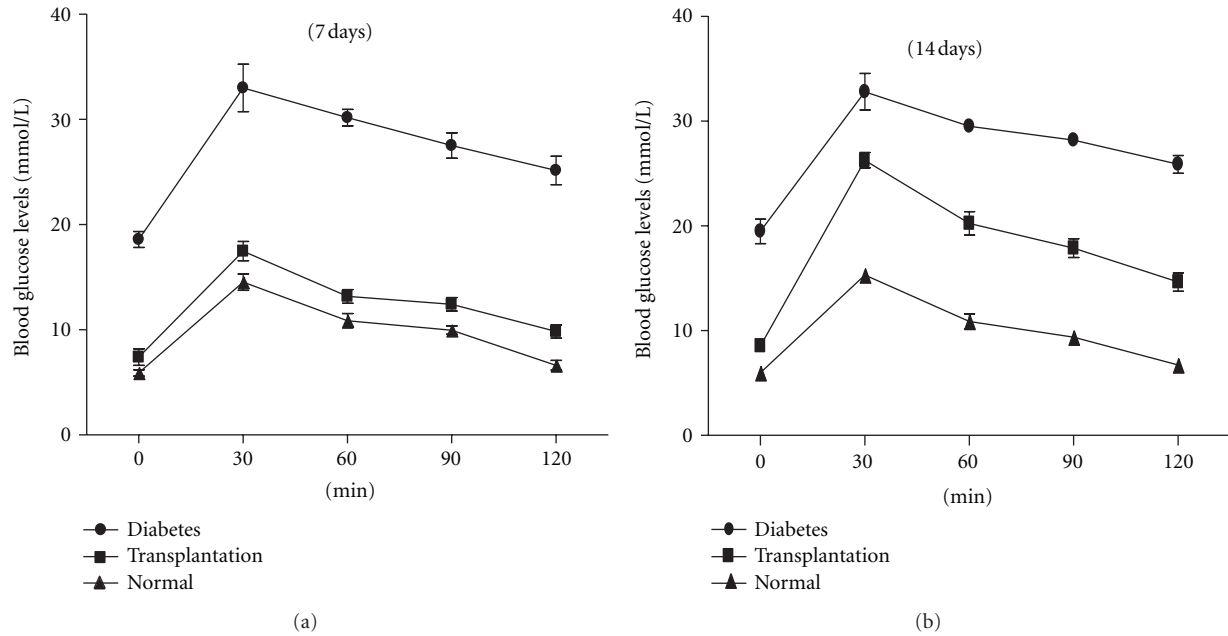 (7 days)
Blood glucose levels (mmol/L)
40
30
20
10
0
0 30 60 90 120
(min)
Diabetes
Transplantation
Normal
(a)
(14 days)
Blood glucose levels (mmol/L)
40
30
20
10
0
0 30 60 90 120
(min)
Diabetes
Transplantation
Normal
(b)